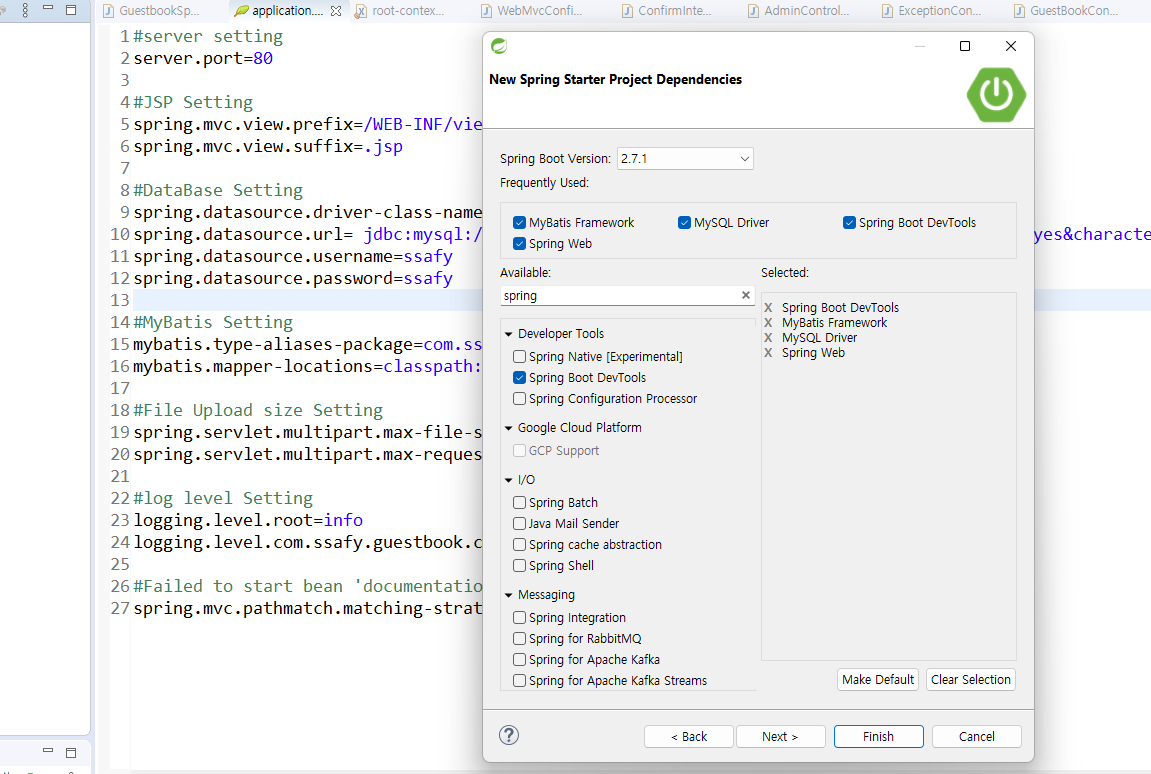 GuestbookSp...
application....
root-contex...
WebMvcConfi...
ConfirmInte...
AdminControl...
ExceptionCon...
GuestBookCon...
1 #server setting
2 server.port=80
3
4 #JSP Setting
5 spring.mvc.view.prefix=/WEB-INF/vie
6 spring.mvc.view.suffix=.jsp
7
8 #DataBase Setting
9 spring.datasource.driver-class-name
10 spring.datasource.url= jdbc:mysql:/
yes&characte
11 spring.datasource.username=ssafy
12 spring.datasource.password=ssafy
13
14 #MyBatis Setting
15 mybatis.type-aliases-package=com.ss
16 mybatis.mapper-locations=classpath:
17
18 #File Upload size Setting
19 spring.servlet.multipart.max-file-s
20 spring.servlet.multipart.max-reques
21
22 #log level Setting
23 logging.level.root=info
24 logging.level.com.ssafy.guestbook.c
25
26 #Failed to start bean 'documentatio
27 spring.mvc.pathmatch.matching-strat
New Spring Starter Project Dependencies
Spring Boot Version: 2.7.1
Frequently Used:
MyBatis Framework
MySQL Driver
Spring Boot DevTools
Spring Web
Available:
spring
Developer Tools
Spring Native [Experimental]
Spring Boot DevTools
Spring Configuration Processor
Google Cloud Platform
GCP Support
I/O
Spring Batch
Java Mail Sender
Spring cache abstraction
Spring Shell
Messaging
Spring Integration
Spring for RabbitMQ
Spring for Apache Kafka
Spring for Apache Kafka Streams
Selected:
X Spring Boot DevTools
X MyBatis Framework
X MySQL Driver
X Spring Web
Make Default
Clear Selection
?
< Back
Next >
Finish
Cancel